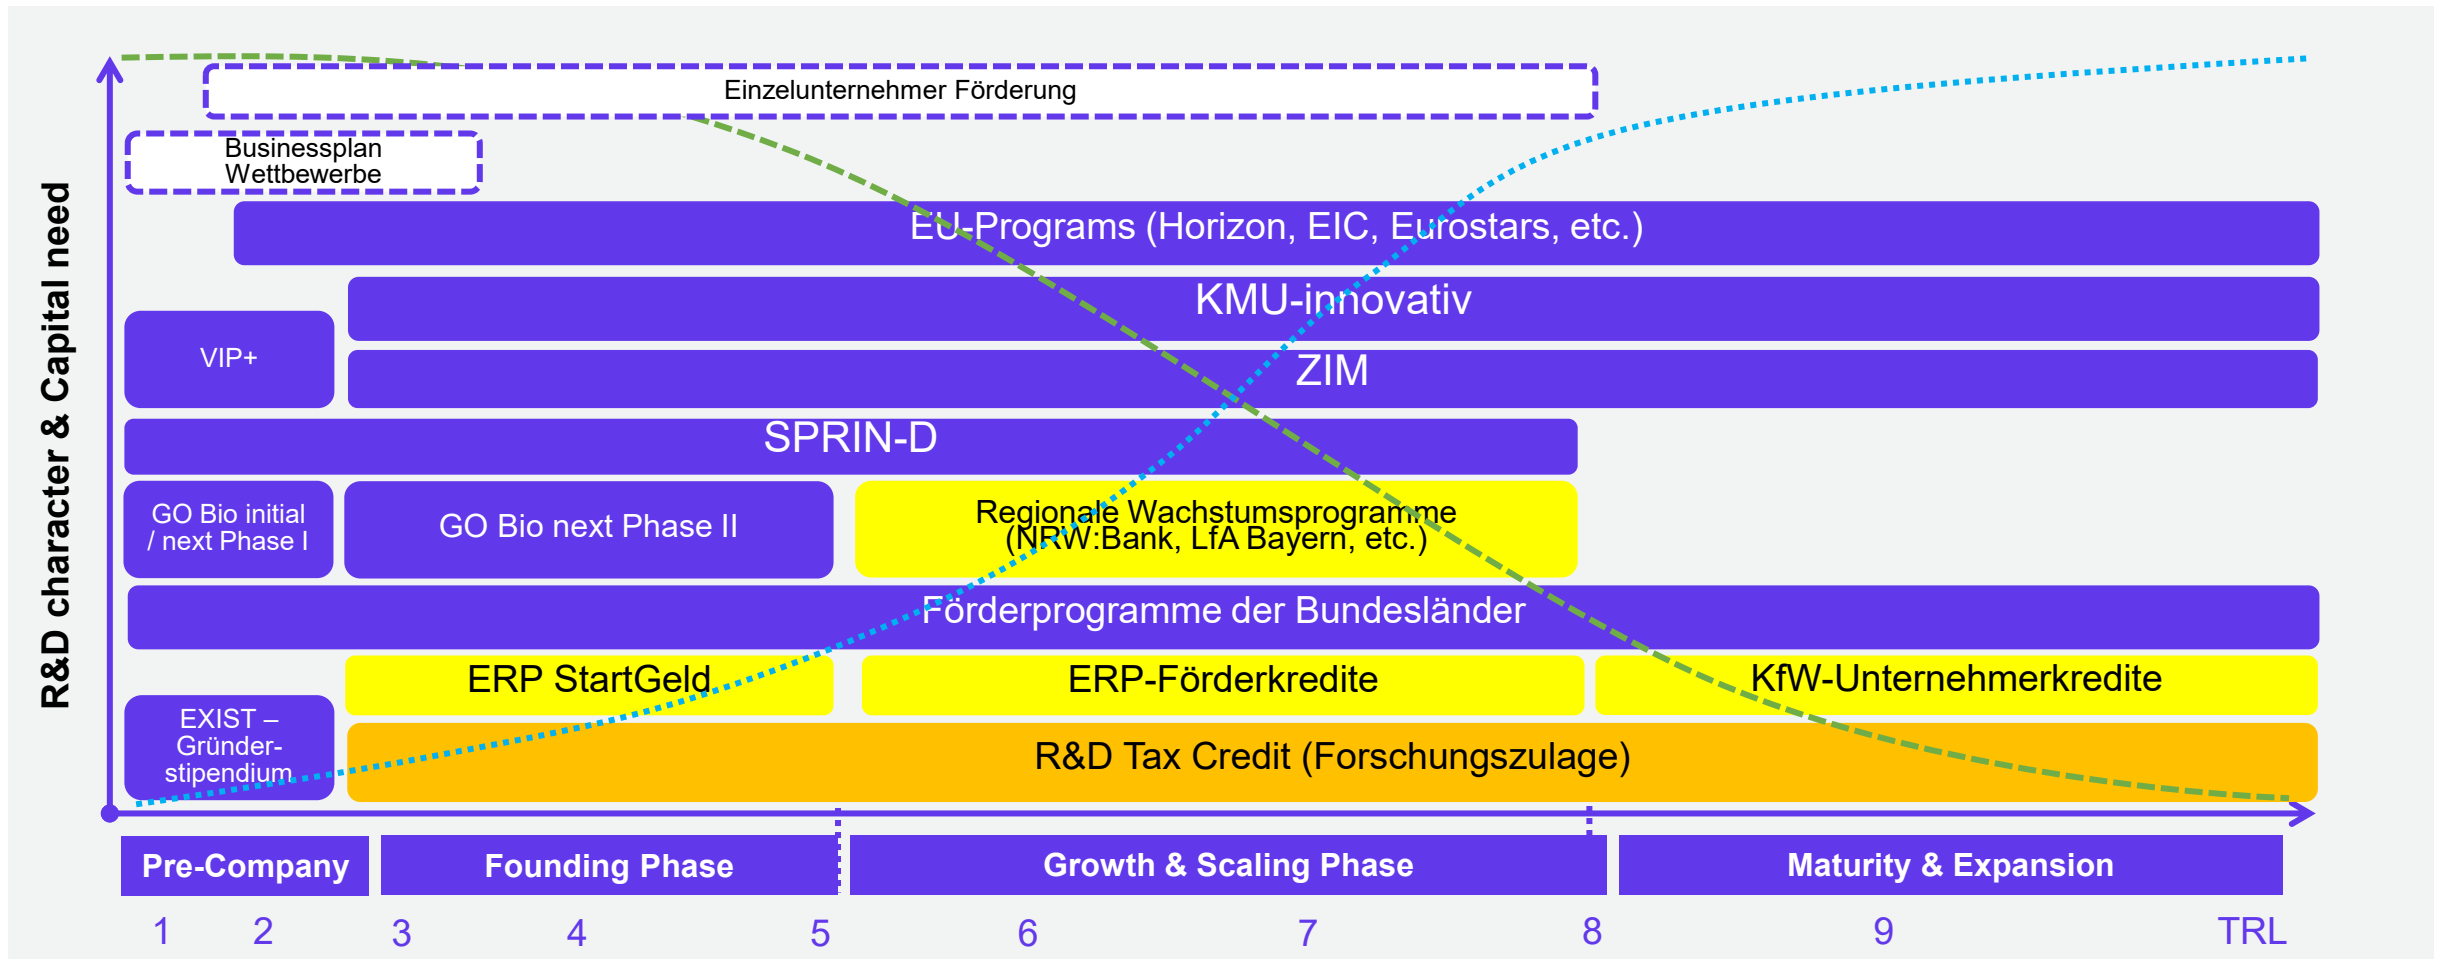 R&D character & Capital need
Einzelunternehmer Förderung
Businessplan
Wettbewerbe
EU-Programs (Horizon, EIC, Eurostars, etc.)
KMU-innovativ
VIP+
ZIM
SPRIN-D
GO Bio initial
/ next Phase I
GO Bio next Phase II
Regionale Wachstumsprogramme
(NRW:Bank, LfA Bayern, etc.)
Förderprogramme der Bundesländer
ERP StartGeld
ERP-Förderkredite
KfW-Unternehmerkredite
EXIST –
Gründer-
stipendium
R&D Tax Credit (Forschungszulage)
Pre-Company
Founding Phase
Growth & Scaling Phase
Maturity & Expansion
1 2 3 4 5 6 7 8 9 TRL